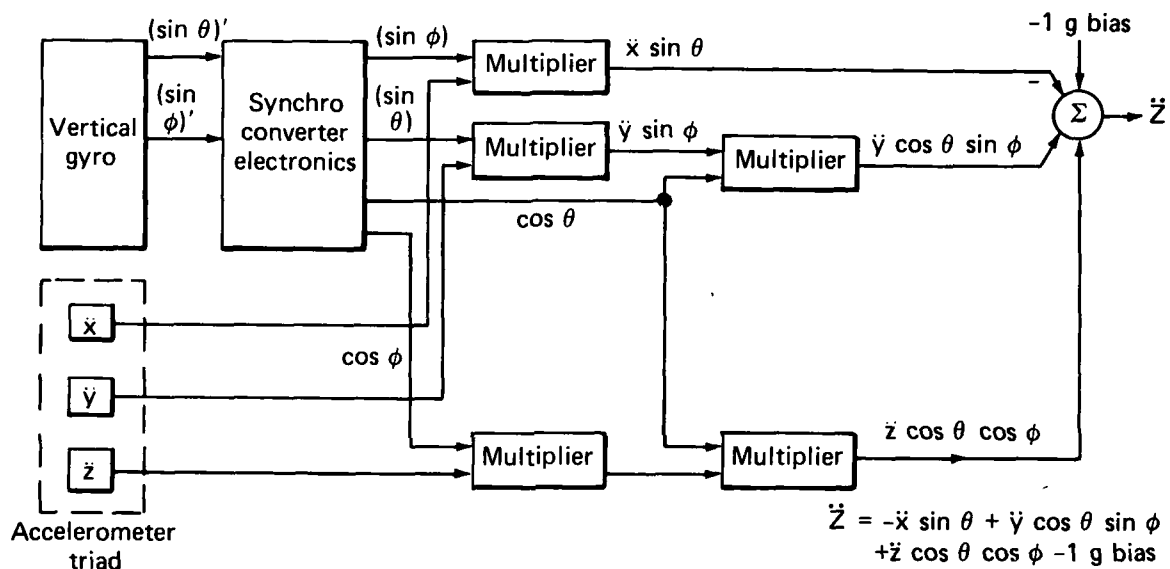 −1 g bias
(sin θ)′
(sin ϕ)
Multiplier
ẍ sin θ
−
(sin
ϕ)′
(sin
θ)
Vertical
gyro
Synchro
converter
electronics
Multiplier
ÿ sin ϕ
Multiplier
ÿ cos θ sin ϕ
Σ
Z̈
cos θ
ẍ
cos ϕ
ÿ
z̈
Multiplier
Multiplier
z̈ cos θ cos ϕ
Accelerometer
triad
Z̈ = -ẍ sin θ + ÿ cos θ sin ϕ
+z̈ cos θ cos ϕ -1 g bias